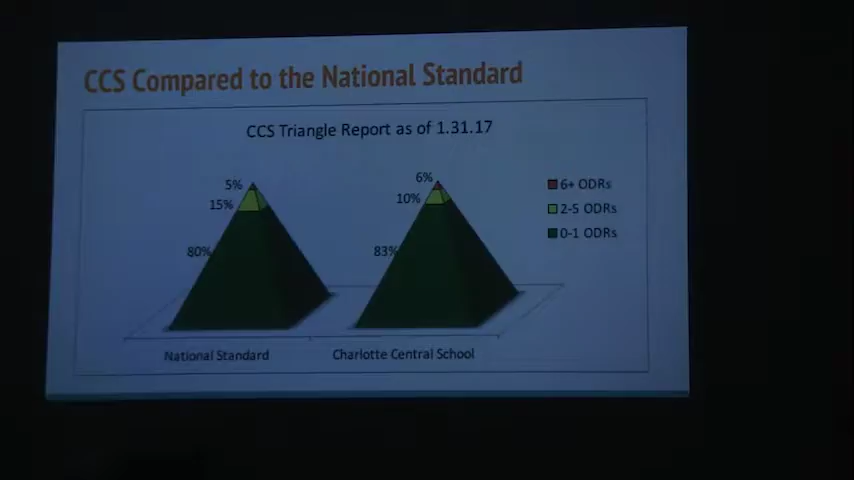 CCS Compared to the National Standard
CCS Triangle Report as of 1.31.17
5%
15%
80%
6%
10%
83%
6+ ODRs
2-5 ODRs
0-1 ODRs
National Standard
Charlotte Central School